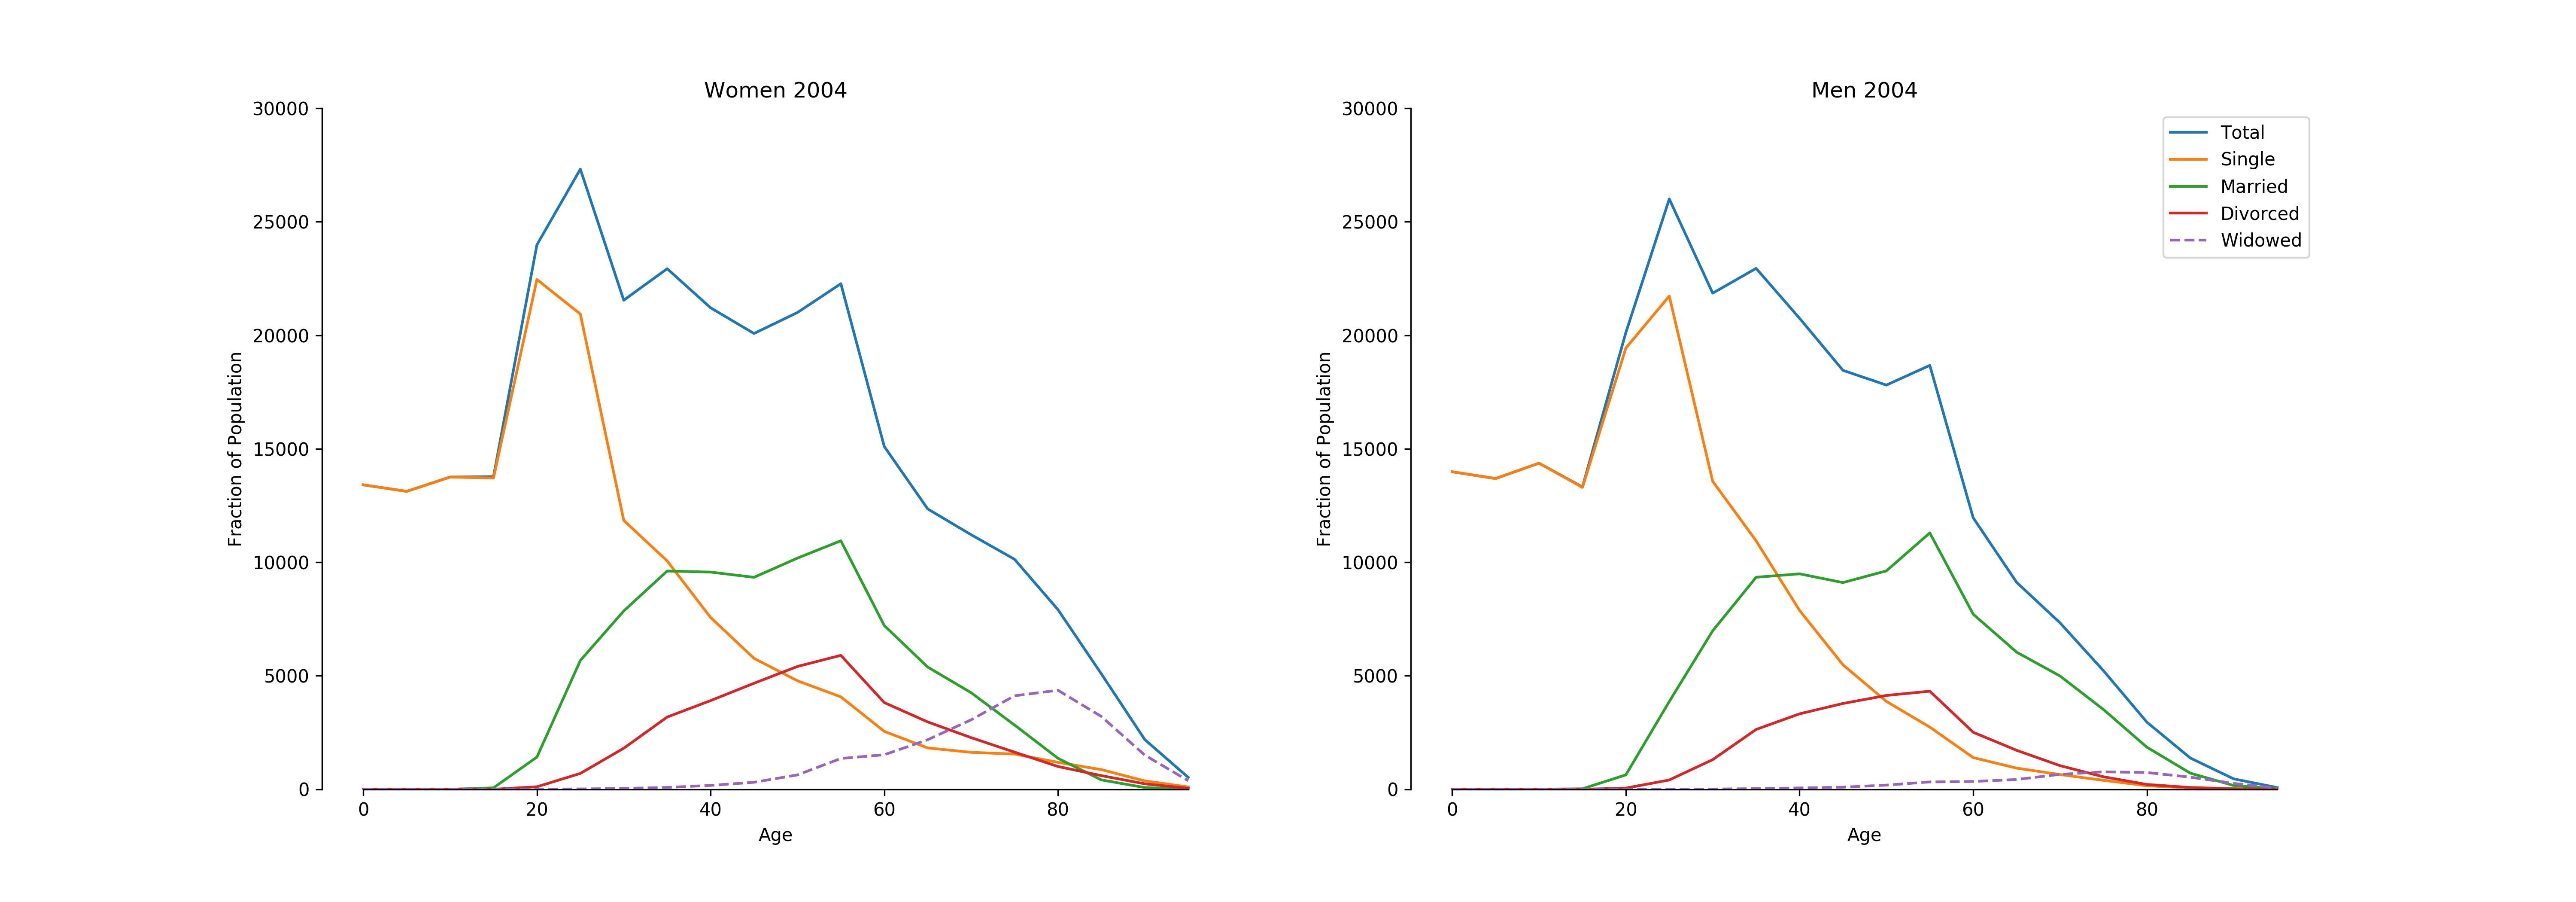 Women 2004
30000
25000
20000
15000
10000
5000
0
Fraction of Population
0 20 40 60 80
Age
Men 2004
30000
25000
20000
15000
10000
5000
0
Fraction of Population
0 20 40 60 80
Age
Total
Single
Married
Divorced
Widowed